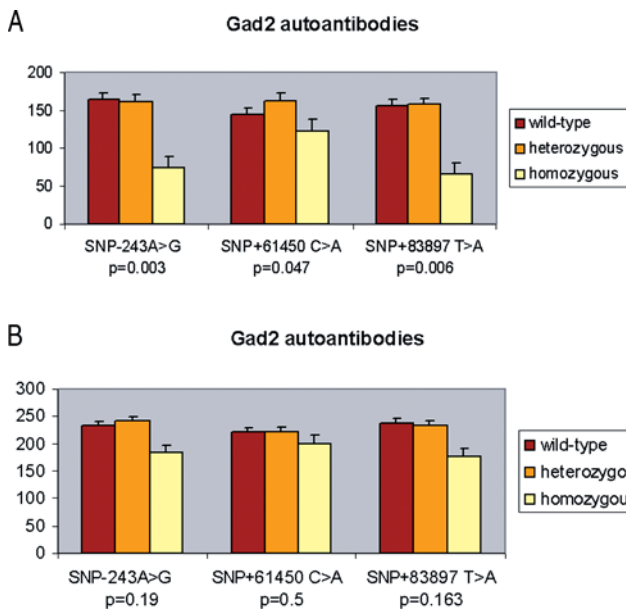 A
Gad2 autoantibodies
200
150
100
50
0
wild-type
heterozygous
homozygous
SNP-243A>G SNP+61450 C>A SNP+83897 T>A
p=0.003 p=0.047 p=0.006
B
Gad2 autoantibodies
300
250
200
150
100
50
0
wild-type
heterozygo
homozygou
SNP-243A>G SNP+61450 C>A SNP+83897 T>A
p=0.19 p=0.5 p=0.163